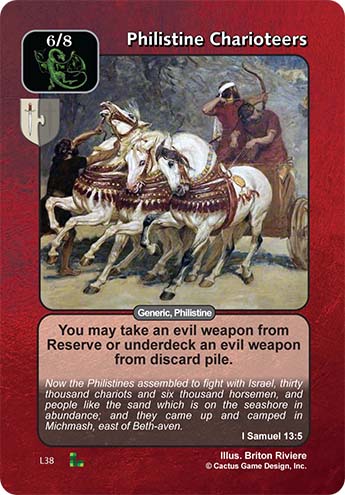 6/8
Philistine Charioteers
Generic, Philistine
You may take an evil weapon from
Reserve or underdeck an evil weapon
from discard pile.
Now the Philistines assembled to fight with Israel, thirty
thousand chariots and six thousand horsemen, and
people like the sand which is on the seashore in
abundance; and they came up and camped in
Michmash, east of Beth-aven.
I Samuel 13:5
L38
L
Illus. Briton Riviere
© Cactus Game Design, Inc.